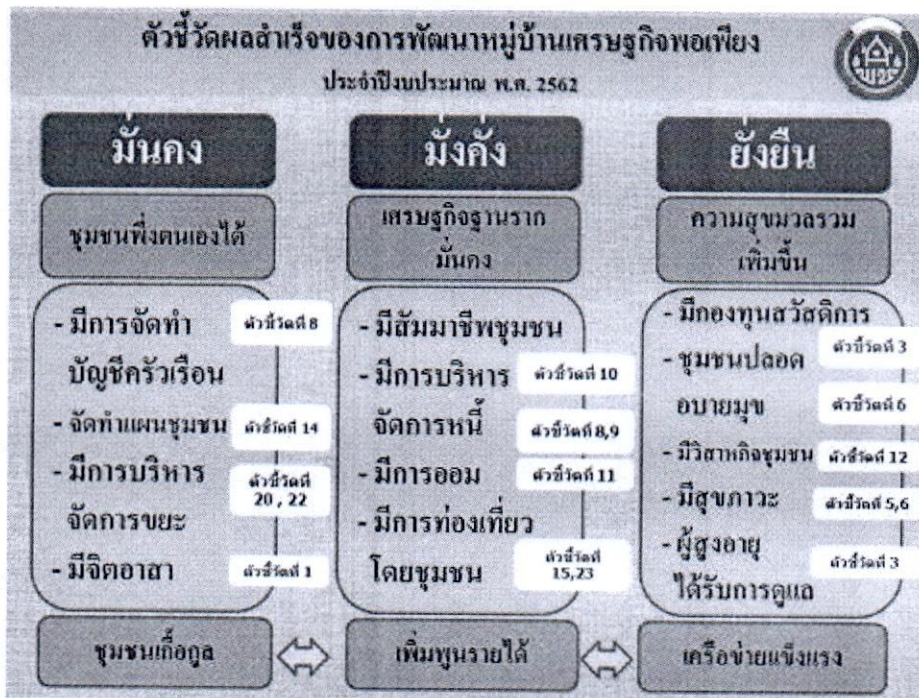 ตัวชี้วัดผลสำเร็จของการพัฒนาหมู่บ้านเศรษฐกิจพอเพียง
ประจำปีงบประมาณ พ.ศ. 2562
มั่นคง
ชุมชนพึ่งตนเองได้
- มีการจัดทำ ตัวชี้วัดที่ 8
บัญชีครัวเรือน
- จัดทำแผนชุมชน ตัวชี้วัดที่ 14
- มีการบริหาร ตัวชี้วัดที่
จัดการขยะ 20 , 22
- มีจิตอาสา ตัวชี้วัดที่ 1
ชุมชนเกื้อกูล
มั่งคั่ง
เศรษฐกิจฐานราก
มั่นคง
- มีสัมมาชีพชุมชน
- มีการบริหาร ตัวชี้วัดที่ 10
จัดการหนี้ ตัวชี้วัดที่ 8,9
- มีการออม ตัวชี้วัดที่ 11
- มีการท่องเที่ยว ตัวชี้วัดที่
โดยชุมชน 15,23
เพิ่มพูนรายได้
ยั่งยืน
ความสุขมวลรวม
เพิ่มขึ้น
- มีกองทุนสวัสดิการ
- ชุมชนปลอด ตัวชี้วัดที่ 3
อบายมุข ตัวชี้วัดที่ 6
- มีวิสาหกิจชุมชน ตัวชี้วัดที่ 12
- มีสุขภาวะ ตัวชี้วัดที่ 5,6
- ผู้สูงอายุ ตัวชี้วัดที่ 3
ได้รับการดูแล
เครือข่ายแข็งแรง